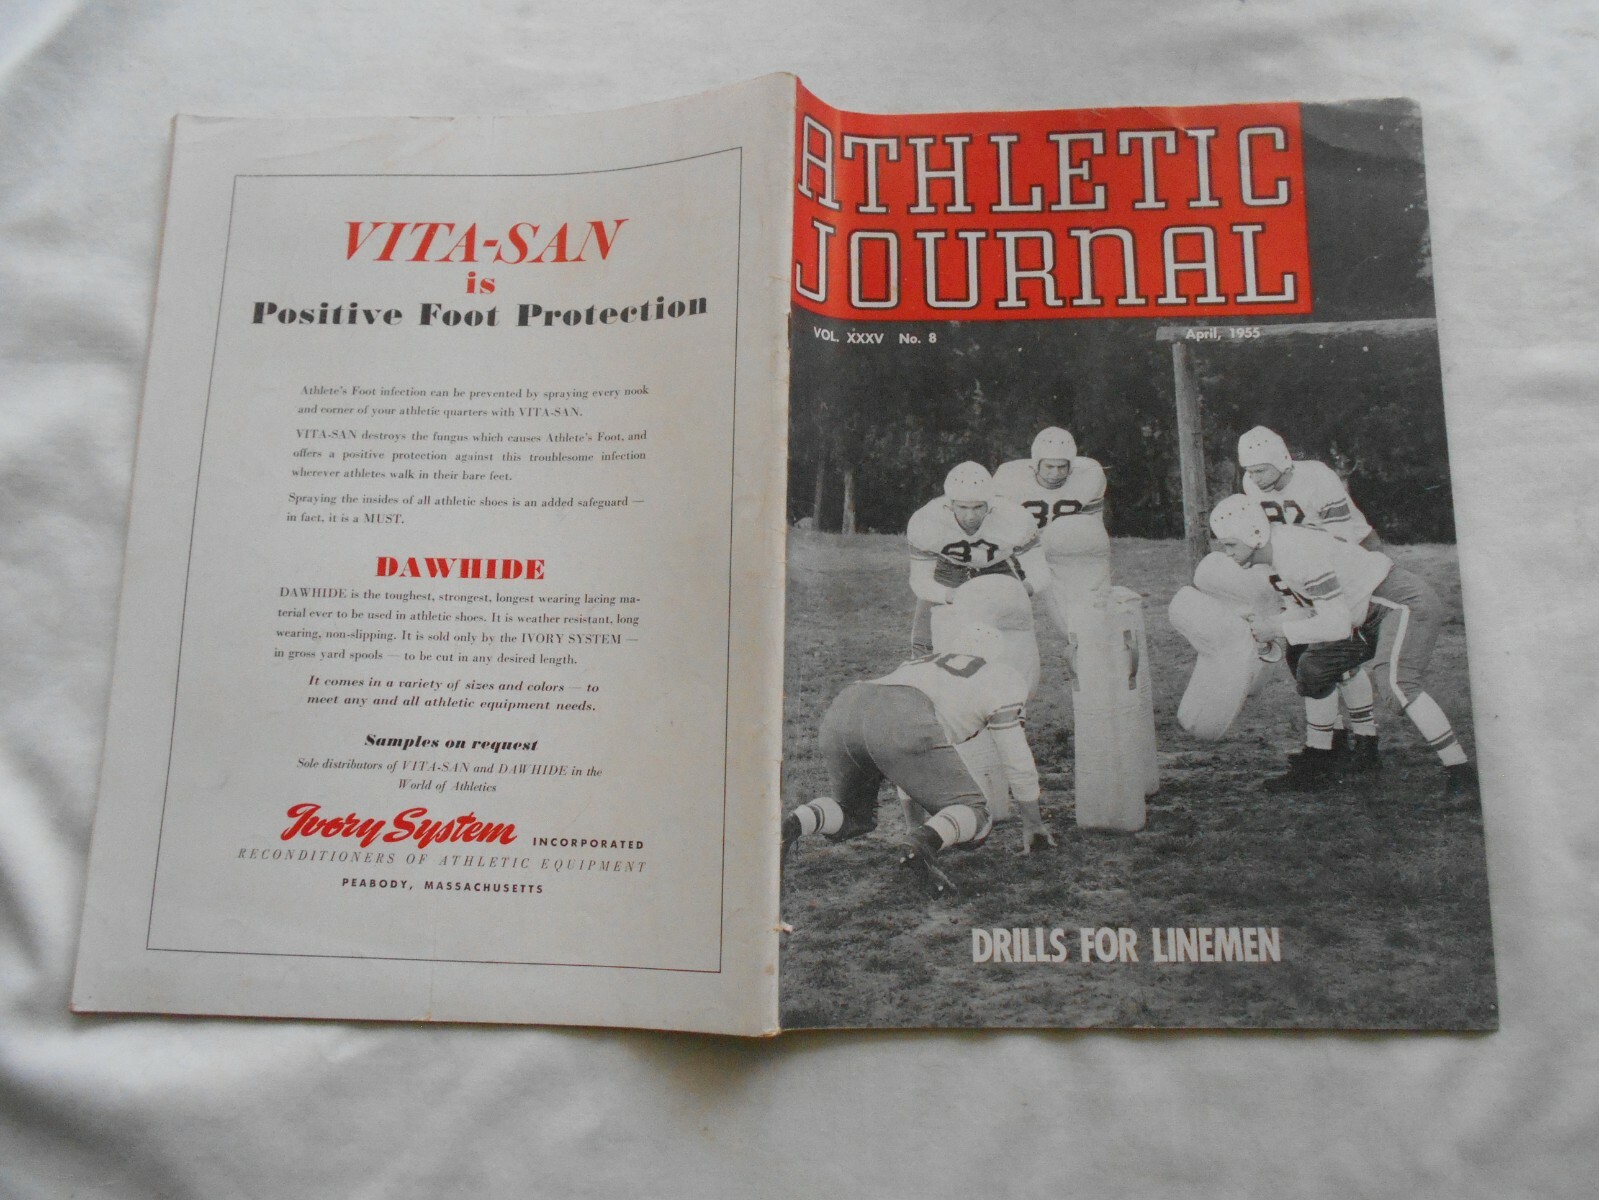 VITA-SAN
is
Positive Foot Protection
Athlete's Foot infection can be prevented by spraying every nook
and corner of your athletic quarters with VITA-SAN.
VITA-SAN destroys the fungus which causes Athlete's Foot, and
offers a positive protection against this troublesome infection
wherever athletes walk in their bare feet.
Spraying the insides of all athletic shoes is an added safeguard —
in fact, it is a MUST.
DAWHIDE
DAWHIDE is the toughest, strongest, longest wearing lacing ma-
terial ever to be used in athletic shoes. It is weather resistant, long
wearing, non-slipping. It is sold only by the IVORY SYSTEM —
in gross yard spools — to be cut in any desired length.
It comes in a variety of sizes and colors — to
meet any and all athletic equipment needs.
Samples on request
Sole distributors of VITA-SAN and DAWHIDE in the
World of Athletics
Ivory System INCORPORATED
RECONDITIONERS OF ATHLETIC EQUIPMENT
PEABODY, MASSACHUSETTS
ATHLETIC
JOURNAL
VOL. XXXV No. 8
April, 1955
38
37
DRILLS FOR LINEMEN